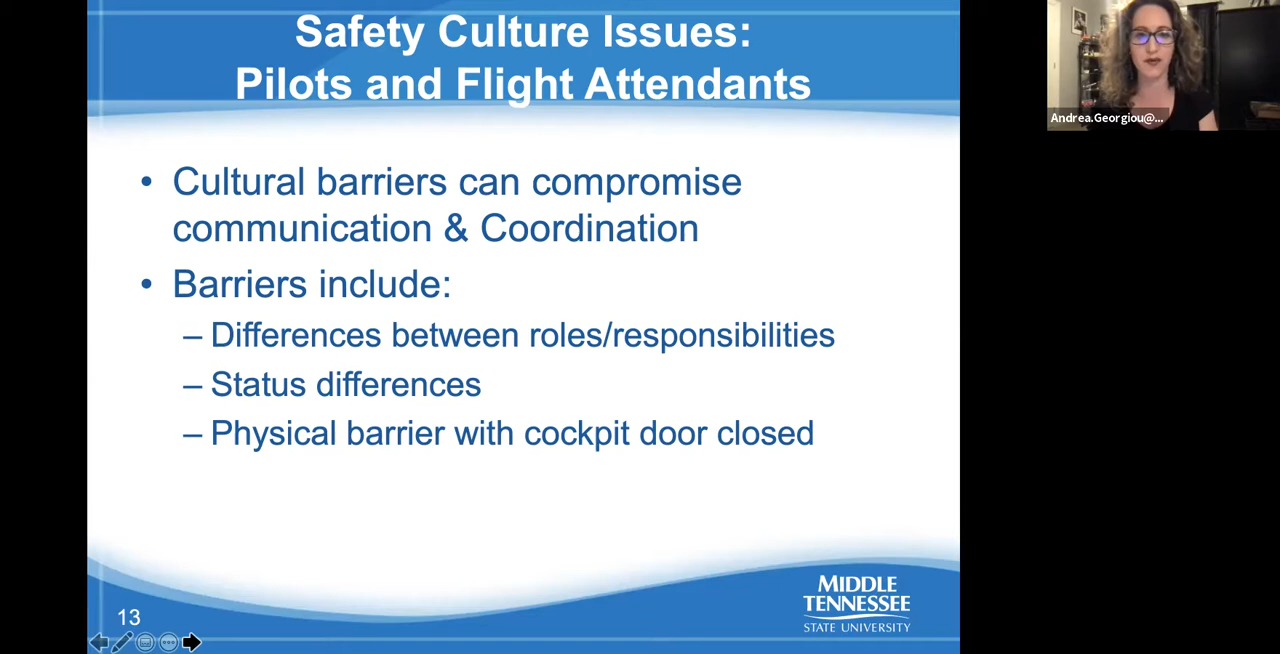 Safety Culture Issues:
Pilots and Flight Attendants
• Cultural barriers can compromise
communication & Coordination
• Barriers include:
– Differences between roles/responsibilities
– Status differences
– Physical barrier with cockpit door closed
13
MIDDLE
TENNESSEE
STATE UNIVERSITY
Andrea.Georgiou@...